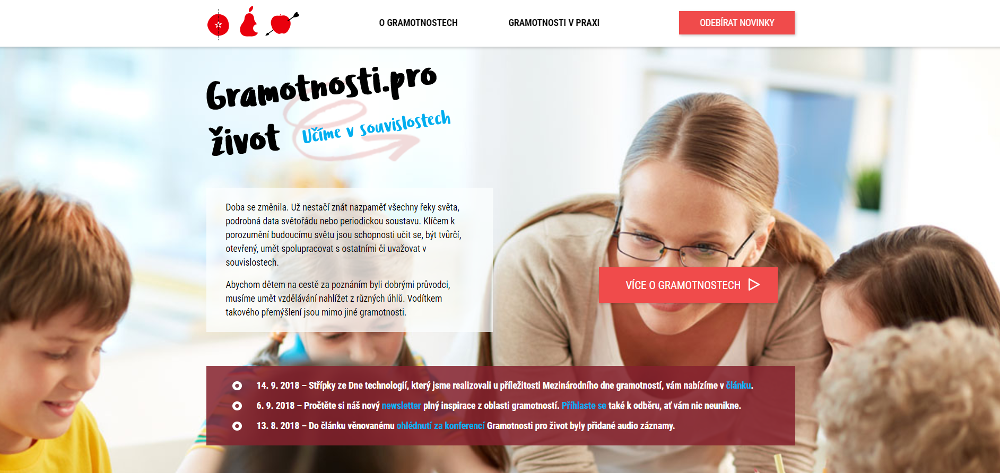 O GRAMOTNOSTECH
GRAMOTNOSTI V PRAXI
ODEBÍRAT NOVINKY
Gramotnosti.pro
život
Učíme v souvislostech
Doba se změnila. Už nestačí znát nazpaměť všechny řeky světa,
podrobná data světořádu nebo periodickou soustavu. Klíčem k
porozumění budoucímu světu jsou schopnosti učit se, být tvůrčí,
otevřený, umět spolupracovat s ostatními či uvažovat v
souvislostech.
Abychom dětem na cestě za poznáním byli dobrými průvodci,
musíme umět vzdělávání nahlížet z různých úhlů. Vodítkem
takového přemýšlení jsou mimo jiné gramotnosti.
VÍCE O GRAMOTNOSTECH
14. 9. 2018 – Střípky ze Dne technologií, který jsme realizovali u příležitosti Mezinárodního dne gramotností, vám nabízíme v článku.
6. 9. 2018 – Pročtěte si náš nový newsletter plný inspirace z oblasti gramotností. Přihlaste se také k odběru, ať vám nic neunikne.
13. 8. 2018 – Do článku věnovanému ohlédnutí za konferencí Gramotnosti pro život byly přidané audio záznamy.